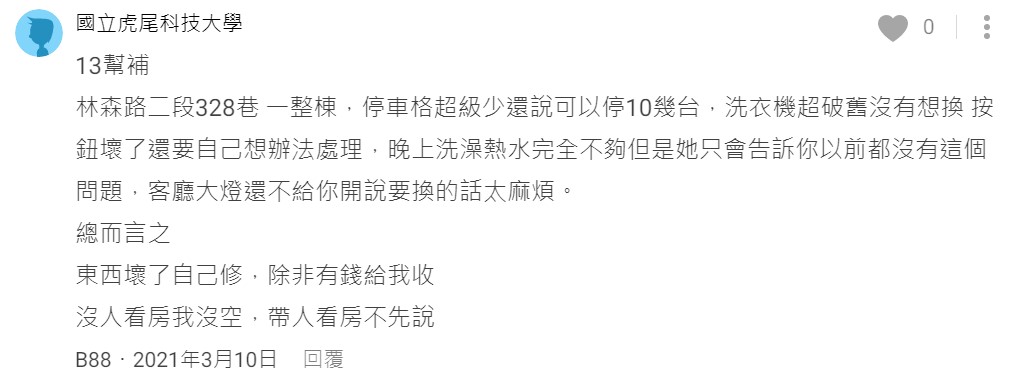 國立虎尾科技大學
0
13幫補
林森路二段328巷 一整棟，停車格超級少還說可以停10幾台，洗衣機超破舊沒有想換 按
鈕壞了還要自己想辦法處理，晚上洗澡熱水完全不夠但是她只會告訴你以前都沒有這個
問題，客廳大燈還不給你開說要換的話太麻煩。
總而言之
東西壞了自己修，除非有錢給我收
沒人看房我沒空，帶人看房不先說
B88・2021年3月10日 回覆